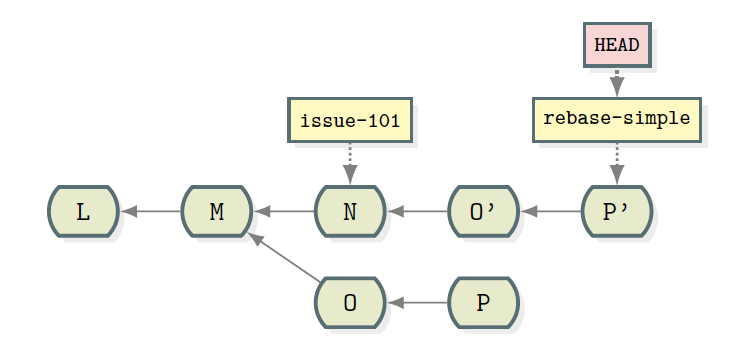 HEAD
issue-101
rebase-simple
L
M
N
O'
P'
O
P